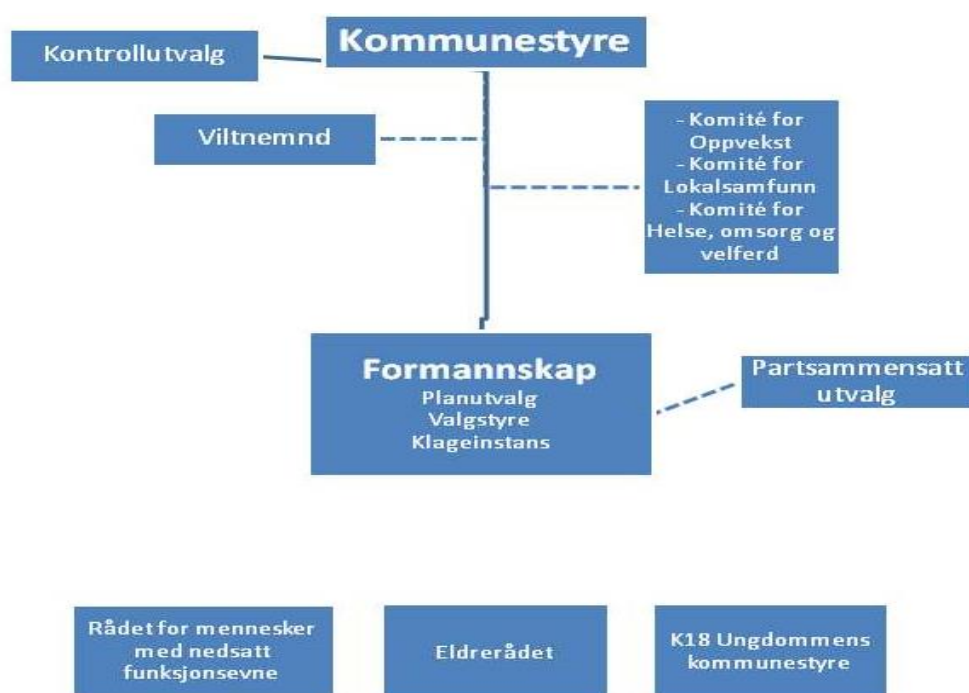 Kommunestyre
Kontrollutvalg
Viltnemnd
- Komité for
Oppvekst
- Komité for
Lokalsamfunn
- Komité for
Helse, omsorg og
velferd
Formannskap
Planutvalg
Valgstyre
Klageinstans
Partsammensatt
utvalg
Rådet for mennesker
med nedsatt
funksjonsevne
Eldrerådet
K18 Ungdommens
kommunestyre